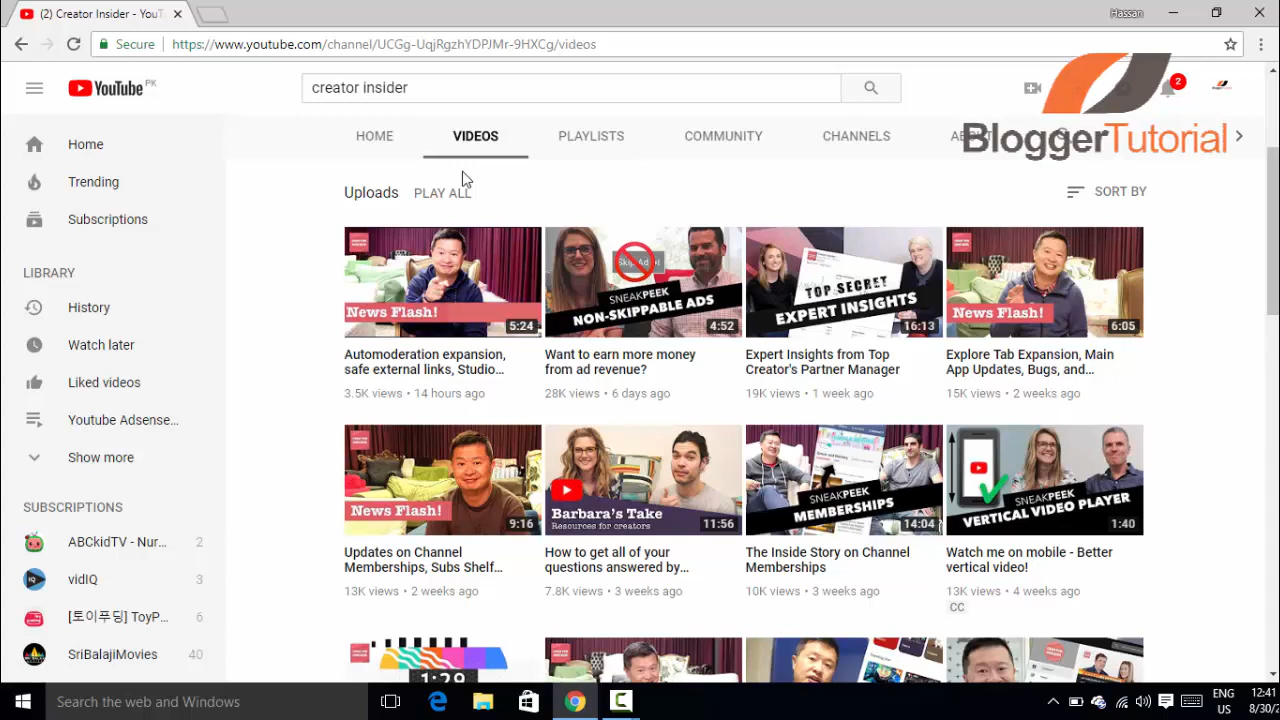 (2) Creator Insider - YouT
Hassan
Secure
https://www.youtube.com/channel/UCGg-UqjRgzhYDPJMr-9HXCg/videos
YouTube PK
creator insider
2
BloggerTutorial
HOME VIDEOS PLAYLISTS COMMUNITY CHANNELS ABOUT
Home
Trending
Subscriptions
LIBRARY
History
Watch later
Liked videos
Youtube Adsense...
Show more
SUBSCRIPTIONS
ABCkidTV - Nur... 2
vidIQ 3
[토이푸딩] ToyP... 6
SriBalajiMovies 40
Uploads PLAY ALL
SORT BY
News Flash!
5:24
Automoderation expansion,
safe external links, Studio...
3.5K views • 14 hours ago
Skip Ad
SNEAKPEEK
NON-SKIPPABLE ADS
4:52
Want to earn more money
from ad revenue?
28K views • 6 days ago
TOP SECRET
EXPERT INSIGHTS
16:13
Expert Insights from Top
Creator's Partner Manager
19K views • 1 week ago
News Flash!
6:05
Explore Tab Expansion, Main
App Updates, Bugs, and...
15K views • 2 weeks ago
News Flash!
9:16
Updates on Channel
Memberships, Subs Shelf...
13K views • 2 weeks ago
Barbara's Take
Resources for creators
11:56
How to get all of your
questions answered by...
7.8K views • 3 weeks ago
SNEAKPEEK
MEMBERSHIPS
14:04
The Inside Story on Channel
Memberships
10K views • 3 weeks ago
YouTube
SNEAKPEEK
VERTICAL VIDEO PLAYER
1:40
Watch me on mobile - Better
vertical video!
13K views • 4 weeks ago
CC
1:29
Search the web and Windows
ENG
US
12:41
8/30/2